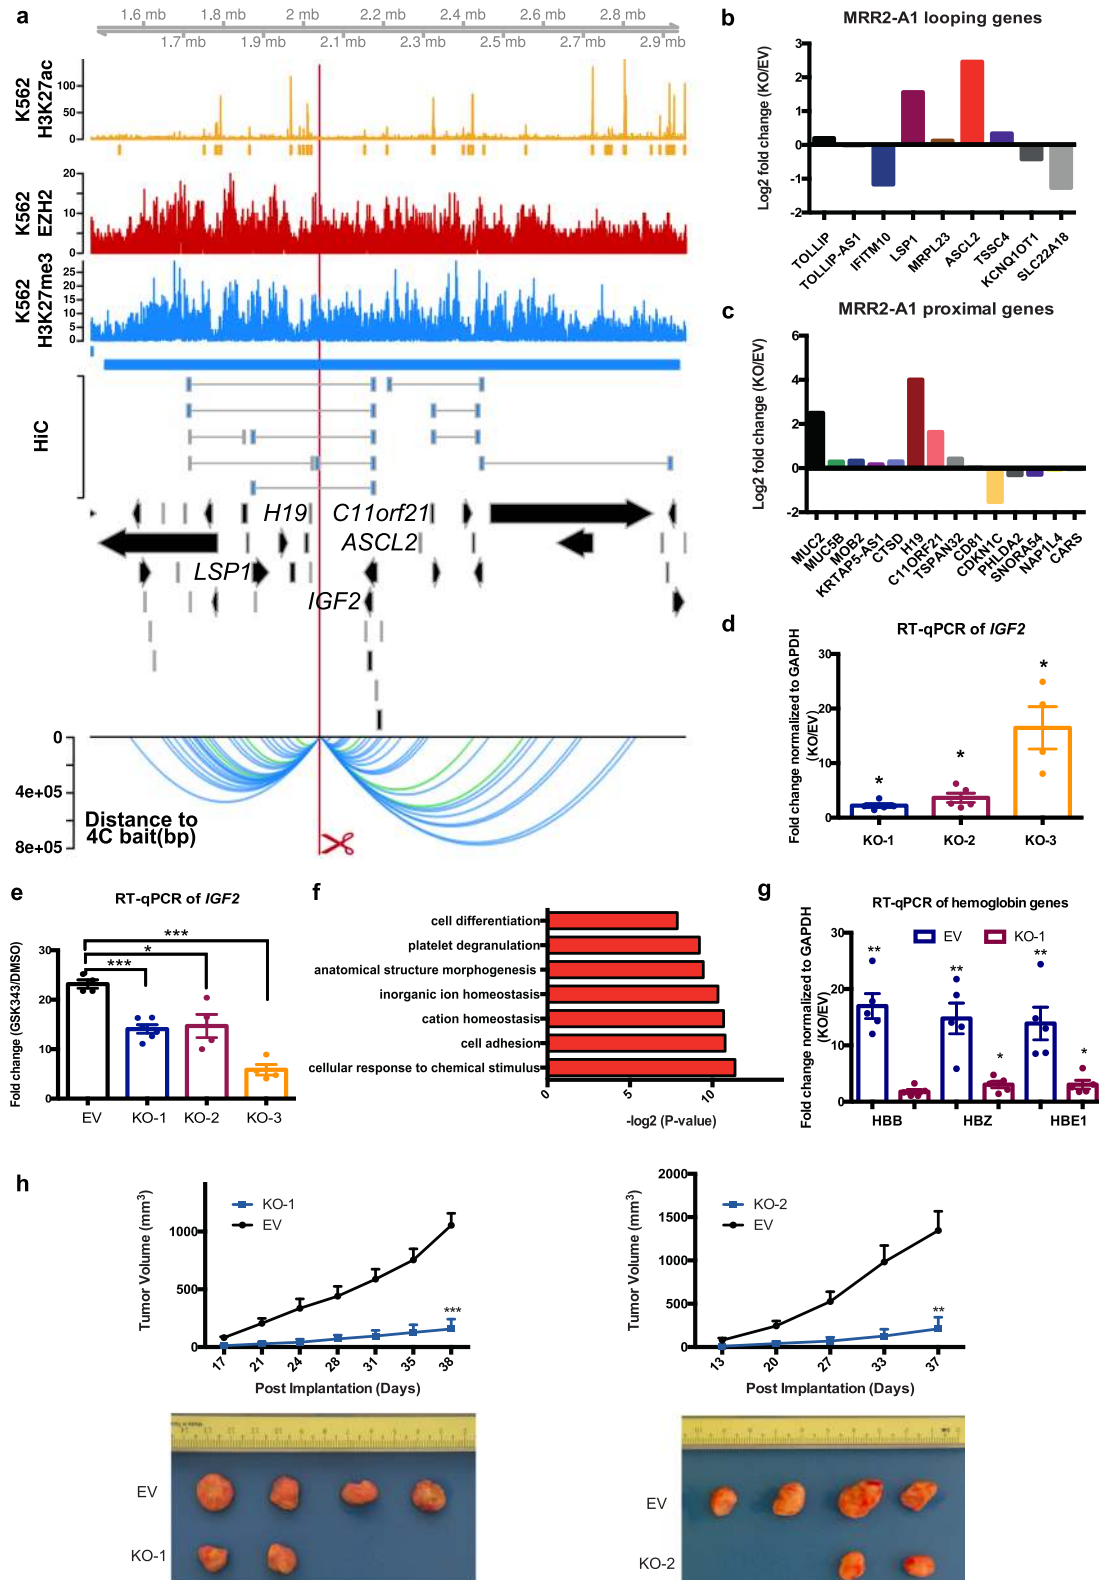 a
1.6 mb 1.8 mb 2 mb 2.2 mb 2.4 mb 2.6 mb 2.8 mb
1.7 mb 1.9 mb 2.1 mb 2.3 mb 2.5 mb 2.7 mb 2.9 mb
K562
H3K27ac
100
50
0
K562
EZH2
20
15
10
5
0
K562
H3K27me3
25
20
15
10
5
0
HiC
H19 C11orf21
ASCL2
LSP1
IGF2
0
4e+05
8e+05
Distance to
4C bait(bp)
b
MRR2-A1 looping genes
Log2 fold change (KO/EV)
3
2
1
0
-1
-2
TOLLIP
TOLLIP-AS1
IFITM10
LSP1
MRPL23
ASCL2
TSSC4
KCNQ1OT1
SLC22A18
c
MRR2-A1 proximal genes
Log2 fold change (KO/EV)
6
4
2
0
-2
MUC2
MUC5B
MOB2
KRTAP5-AS1
CTSD
H19
C11ORF21
TSPAN32
CD81
CDKN1C
PHLDA2
SNORA54
NAP1L4
CARS
d
RT-qPCR of IGF2
Fold change normalized to GAPDH
(KO/EV)
30
20
10
0
* * *
KO-1 KO-2 KO-3
e
RT-qPCR of IGF2
Fold change (GSK343/DMSO)
30
20
10
0
***
*
***
EV KO-1 KO-2 KO-3
f
cell differentiation
platelet degranulation
anatomical structure morphogenesis
inorganic ion homeostasis
cation homeostasis
cell adhesion
cellular response to chemical stimulus
0 5 10
-log2 (P-value)
g
RT-qPCR of hemoglobin genes
EV KO-1
Fold change normalized to GAPDH
(KO/EV)
30
20
10
0
** ** * ** *
HBB HBZ HBE1
h
Tumor Volume (mm3)
KO-1
EV
1000
500
0
***
17 21 24 28 31 35 38
Post Implantation (Days)
EV
KO-1
Tumor Volume (mm3)
KO-2
EV
2000
1500
1000
500
0
**
13 20 27 33 37
Post Implantation (Days)
EV
KO-2